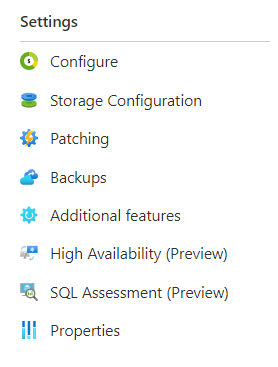 Settings
Configure
Storage Configuration
Patching
Backups
Additional features
High Availability (Preview)
SQL Assessment (Preview)
Properties